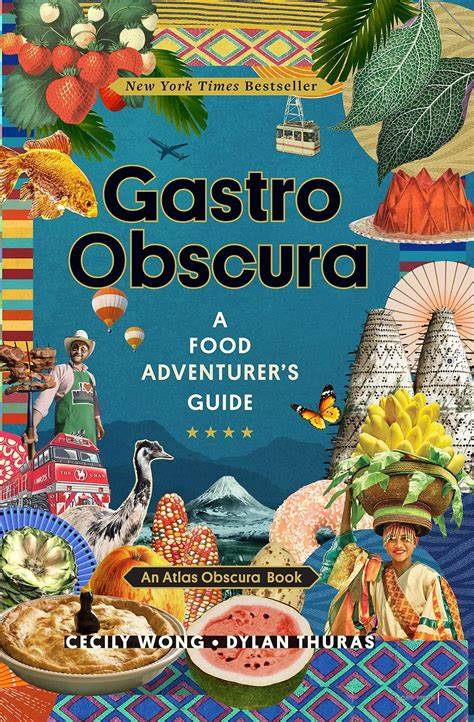 New York Times Bestseller
Gastro
Obscura
A
FOOD
ADVENTURER'S
GUIDE
An Atlas Obscura Book
CECILY WONG • DYLAN THURAS